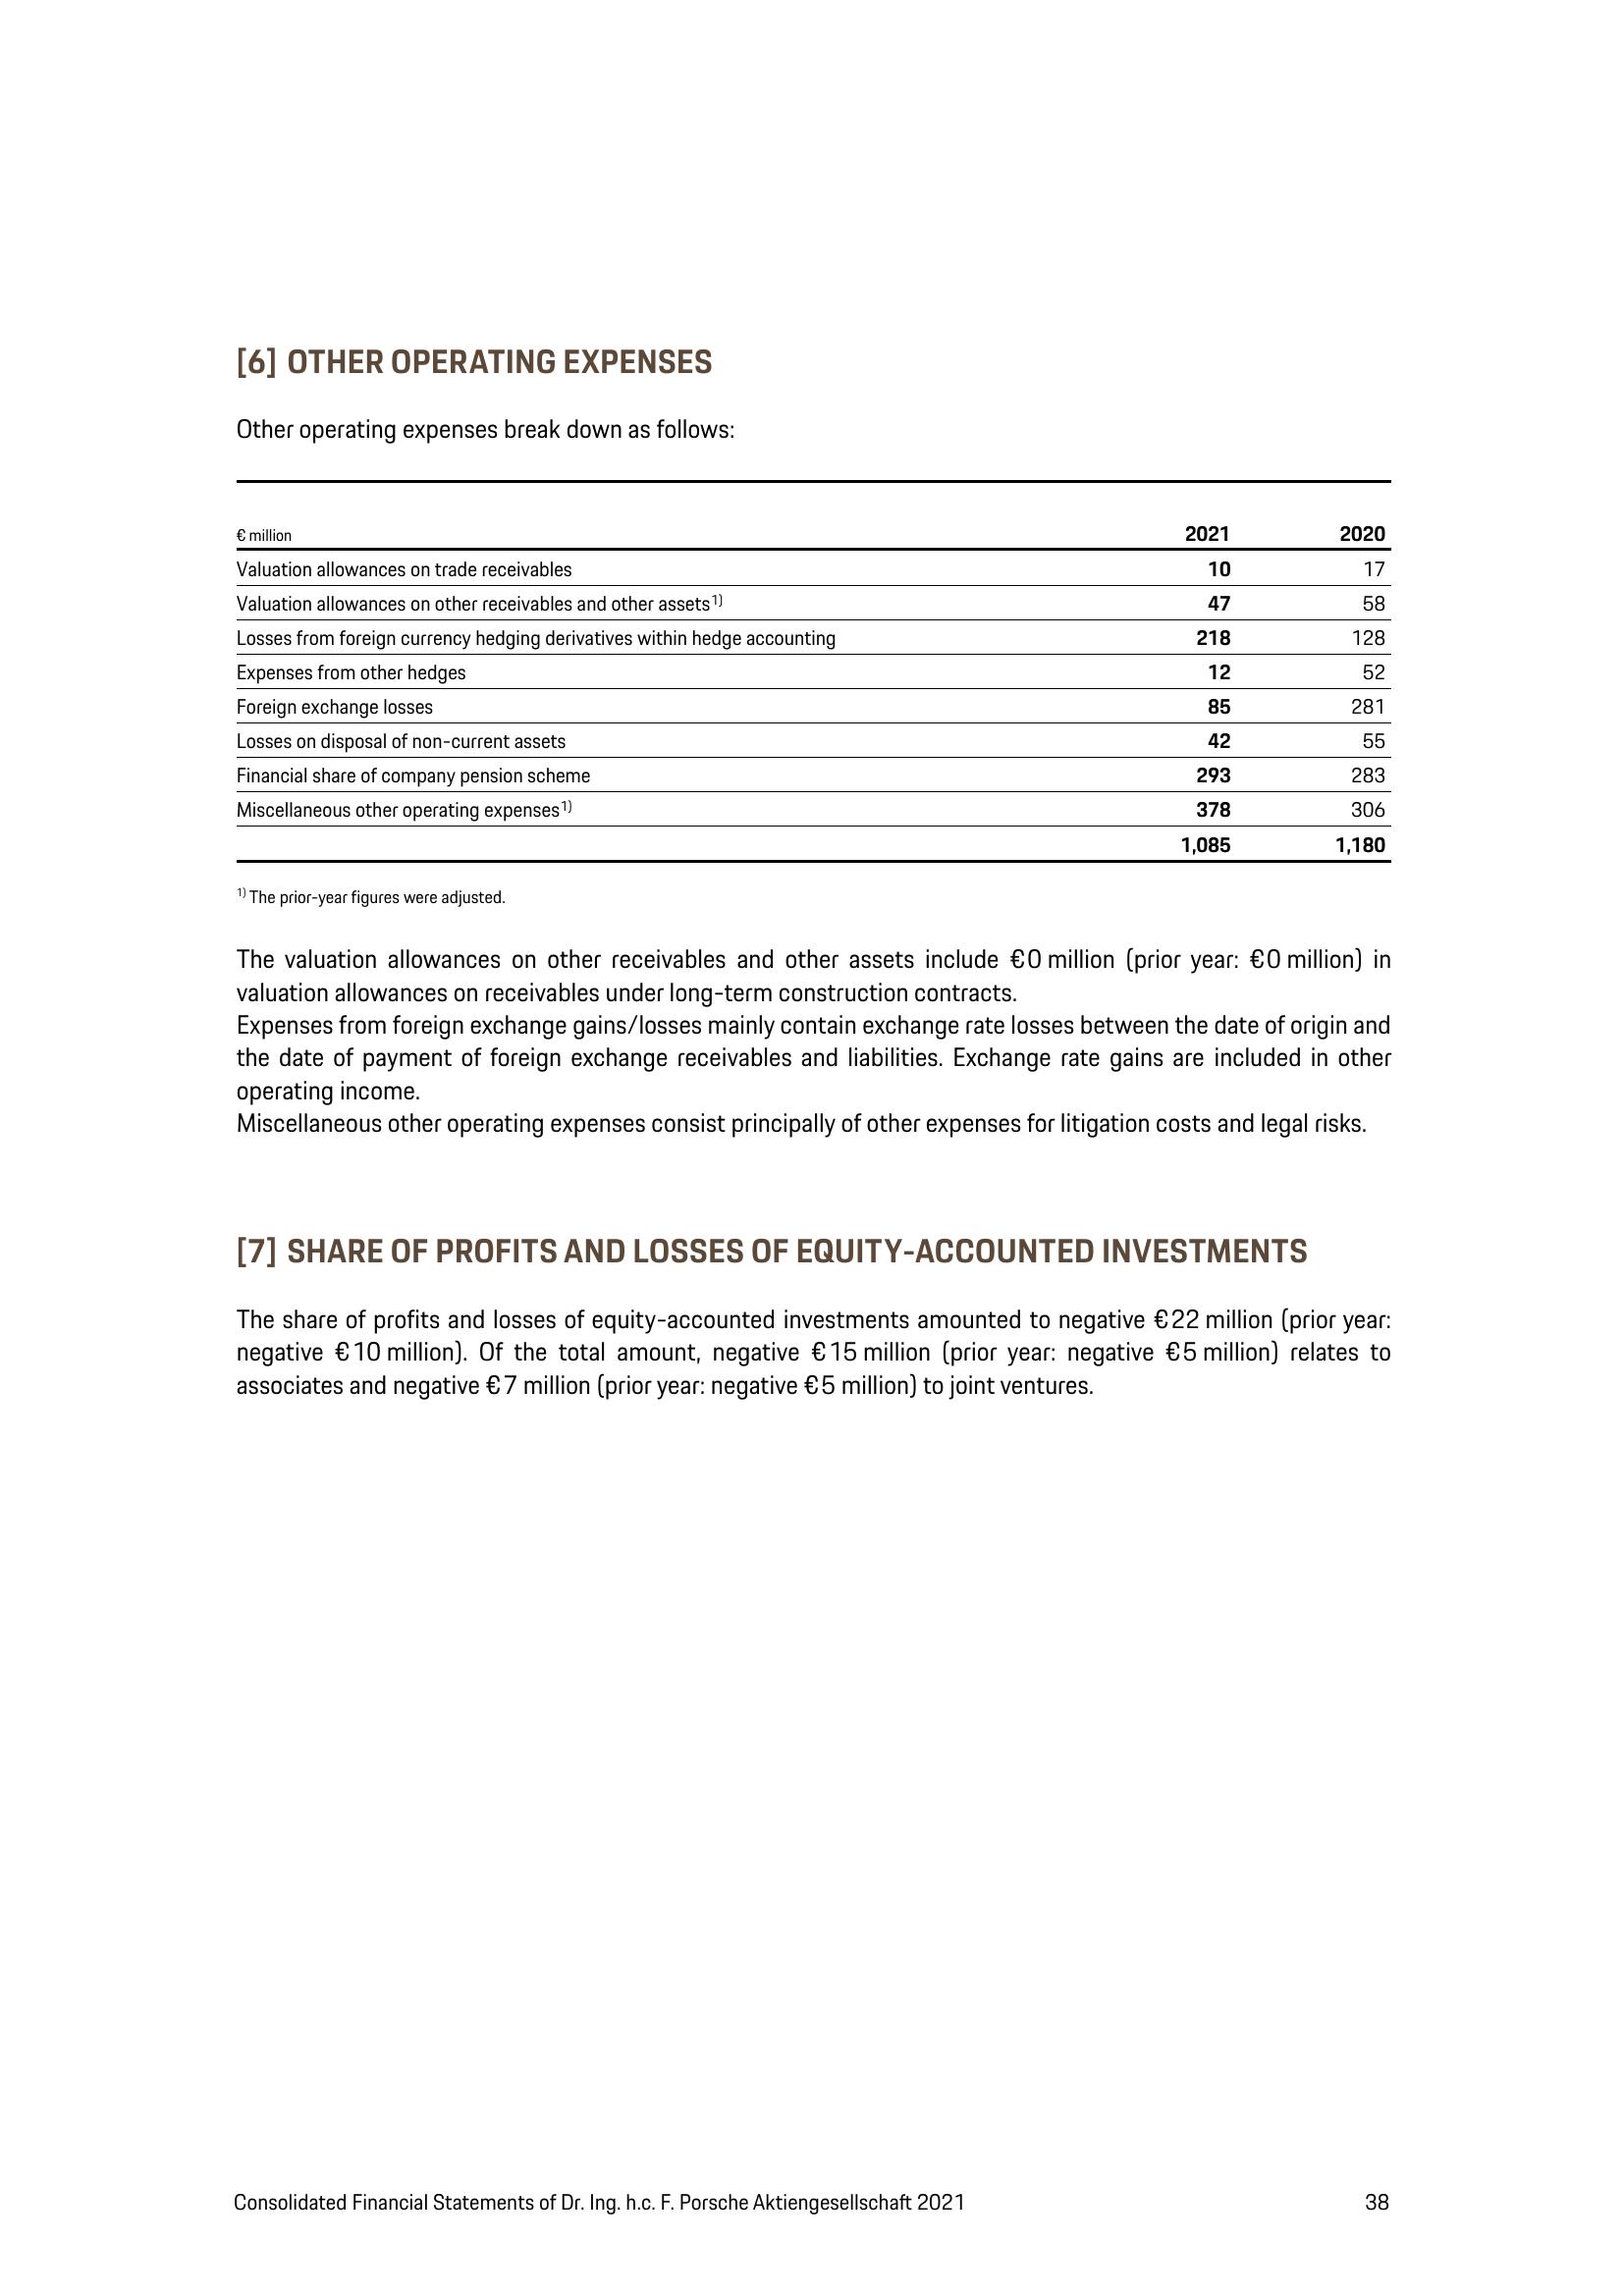 [6] OTHER OPERATING EXPENSES
Other operating expenses break down as follows:
€ million 2021 2020
Valuation allowances on trade receivables 10 17
Valuation allowances on other receivables and other assets1) 47 58
Losses from foreign currency hedging derivatives within hedge accounting 218 128
Expenses from other hedges 12 52
Foreign exchange losses 85 281
Losses on disposal of non-current assets 42 55
Financial share of company pension scheme 293 283
Miscellaneous other operating expenses1) 378 306
1,085 1,180
1) The prior-year figures were adjusted.
The valuation allowances on other receivables and other assets include €0 million (prior year: €0 million) in
valuation allowances on receivables under long-term construction contracts.
Expenses from foreign exchange gains/losses mainly contain exchange rate losses between the date of origin and
the date of payment of foreign exchange receivables and liabilities. Exchange rate gains are included in other
operating income.
Miscellaneous other operating expenses consist principally of other expenses for litigation costs and legal risks.
[7] SHARE OF PROFITS AND LOSSES OF EQUITY-ACCOUNTED INVESTMENTS
The share of profits and losses of equity-accounted investments amounted to negative €22 million (prior year:
negative €10 million). Of the total amount, negative €15 million (prior year: negative €5 million) relates to
associates and negative €7 million (prior year: negative €5 million) to joint ventures.
Consolidated Financial Statements of Dr. Ing. h.c. F. Porsche Aktiengesellschaft 2021 38